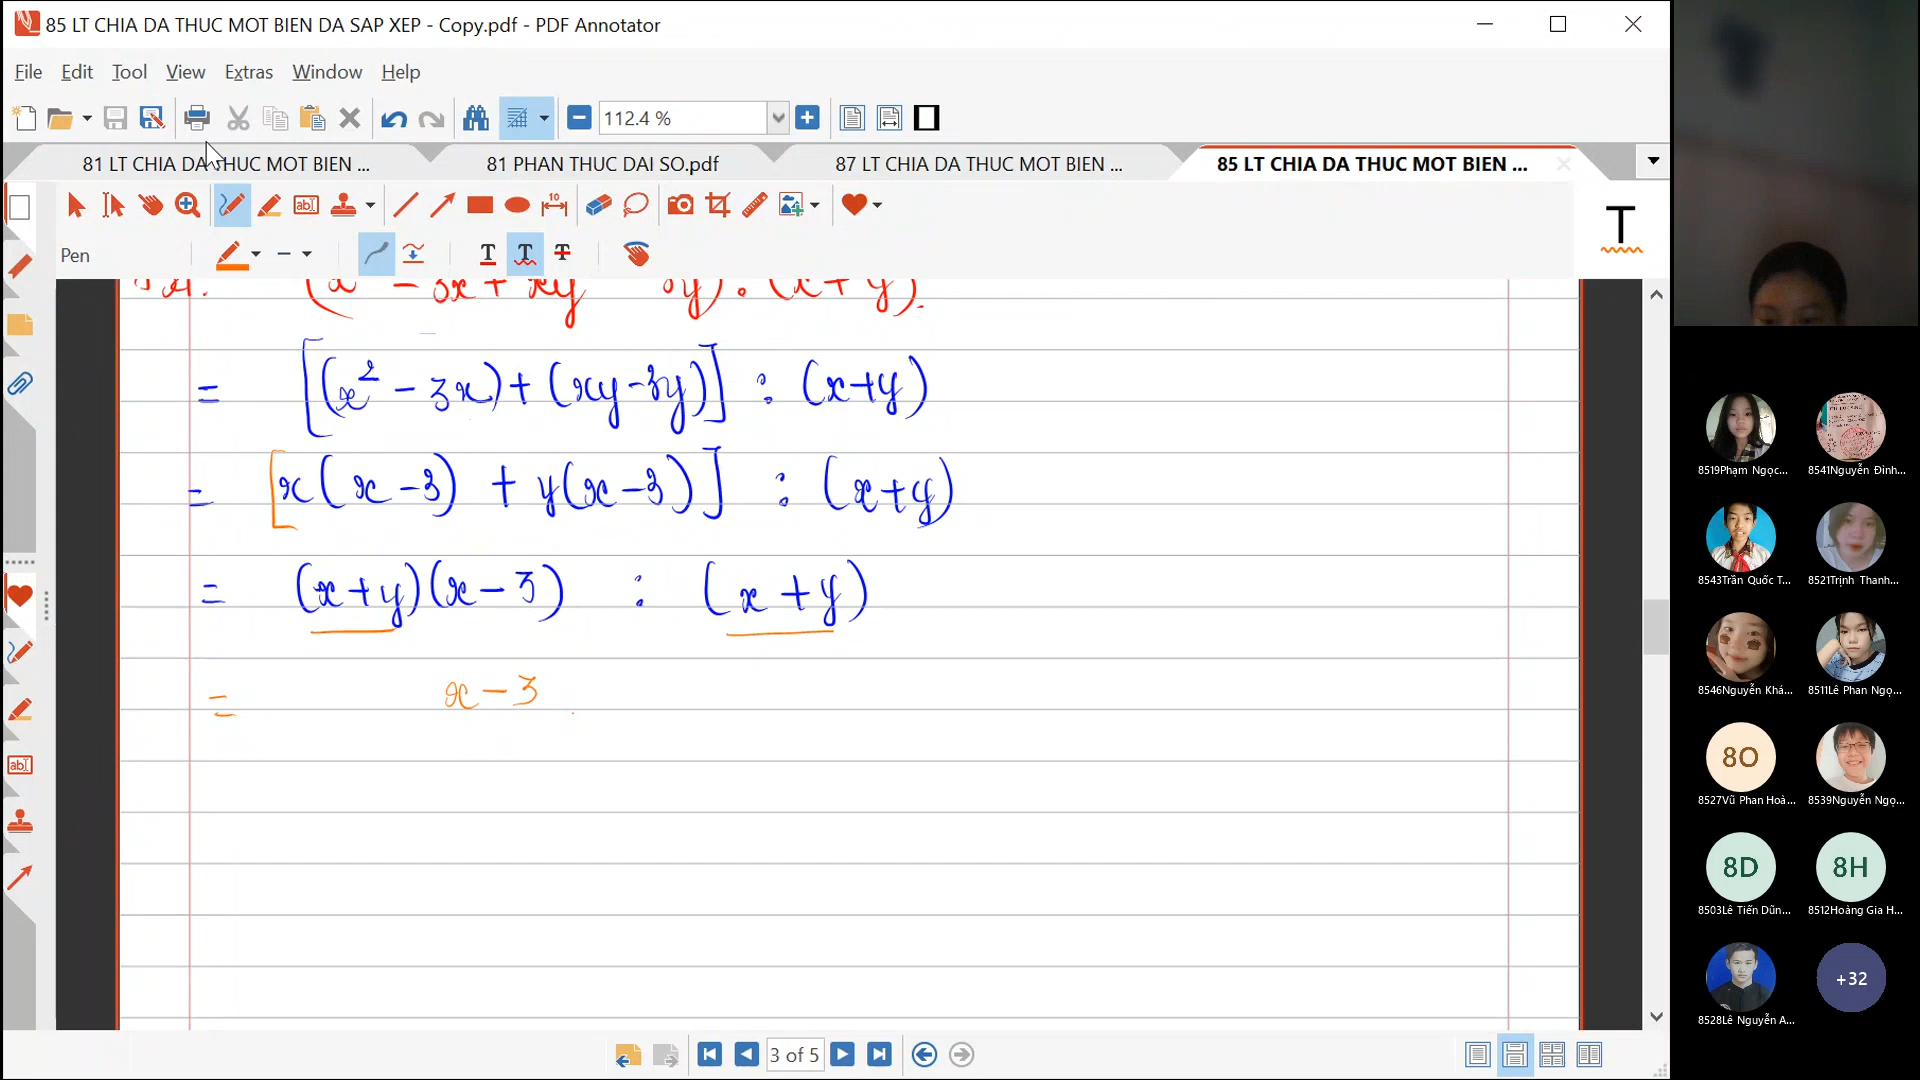 85 LT CHIA DA THUC MOT BIEN DA SAP XEP - Copy.pdf - PDF Annotator
File Edit Tool View Extras Window Help
112.4 %
81 LT CHIA DA THUC MOT BIEN ... 81 PHAN THUC DAI SO.pdf 87 LT CHIA DA THUC MOT BIEN ... 85 LT CHIA DA THUC MOT BIEN ...
Pen
= [(x² - 3x) + (xy - 3y)] : (x+y)
= [x(x-3) + y(x-3)] : (x+y)
= (x+y)(x-3) : (x+y)
= x-3
3 of 5
8519Phạm Ngọc... 8541Nguyễn Đinh...
8543Trần Quốc T... 8521Trịnh Thanh...
8546Nguyễn Khá... 8511Lê Phan Ngọ...
8O
8527Vũ Phan Hoà... 8539Nguyễn Ngọ...
8D 8H
8503Lê Tiến Dũn... 8512Hoàng Gia H...
+32
8528Lê Nguyễn A...